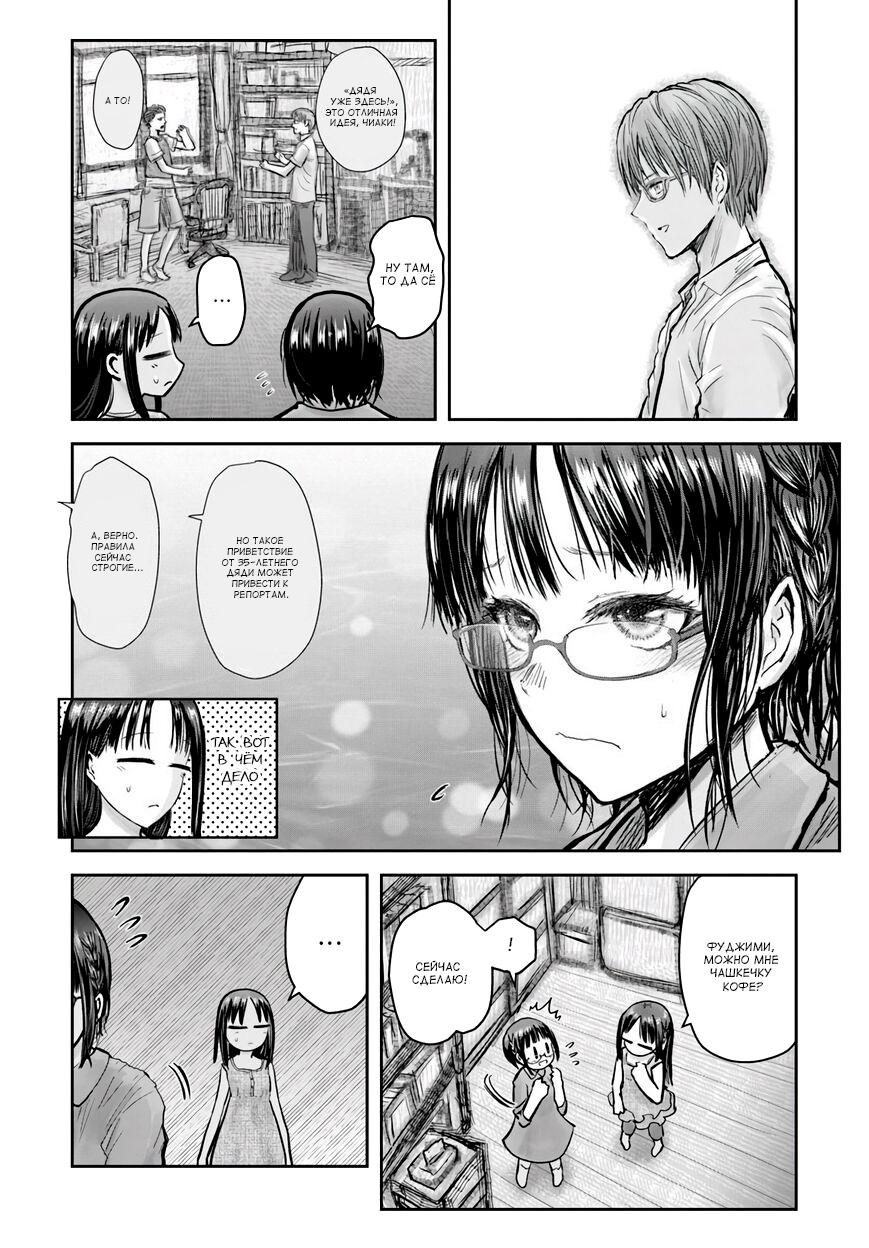 «ДЯДЯ
УЖЕ ЗДЕСЬ!»,
ЭТО ОТЛИЧНАЯ
ИДЕЯ, ЧИАКИ!
А ТО!
НУ ТАМ,
ТО ДА СЁ
...
НО ТАКОЕ
ПРИВЕТСТВИЕ
ОТ 35-ЛЕТНЕГО
ДЯДИ МОЖЕТ
ПРИВЕСТИ К
РЕПОРТАМ.
А, ВЕРНО.
ПРАВИЛА
СЕЙЧАС
СТРОГИЕ...
ТАК ВОТ
В ЧЁМ
ДЕЛО
ФУДЖИМИ,
МОЖНО МНЕ
ЧАШКЕЧКУ
КОФЕ?
!
СЕЙЧАС
СДЕЛАЮ!
...